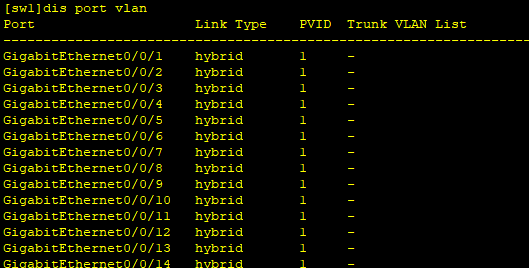 [sw1]dis port vlan
Port Link Type PVID Trunk VLAN List
-------------------------------------------------------------------------------
GigabitEthernet0/0/1 hybrid 1 -
GigabitEthernet0/0/2 hybrid 1 -
GigabitEthernet0/0/3 hybrid 1 -
GigabitEthernet0/0/4 hybrid 1 -
GigabitEthernet0/0/5 hybrid 1 -
GigabitEthernet0/0/6 hybrid 1 -
GigabitEthernet0/0/7 hybrid 1 -
GigabitEthernet0/0/8 hybrid 1 -
GigabitEthernet0/0/9 hybrid 1 -
GigabitEthernet0/0/10 hybrid 1 -
GigabitEthernet0/0/11 hybrid 1 -
GigabitEthernet0/0/12 hybrid 1 -
GigabitEthernet0/0/13 hybrid 1 -
GigabitEthernet0/0/14 hybrid 1 -